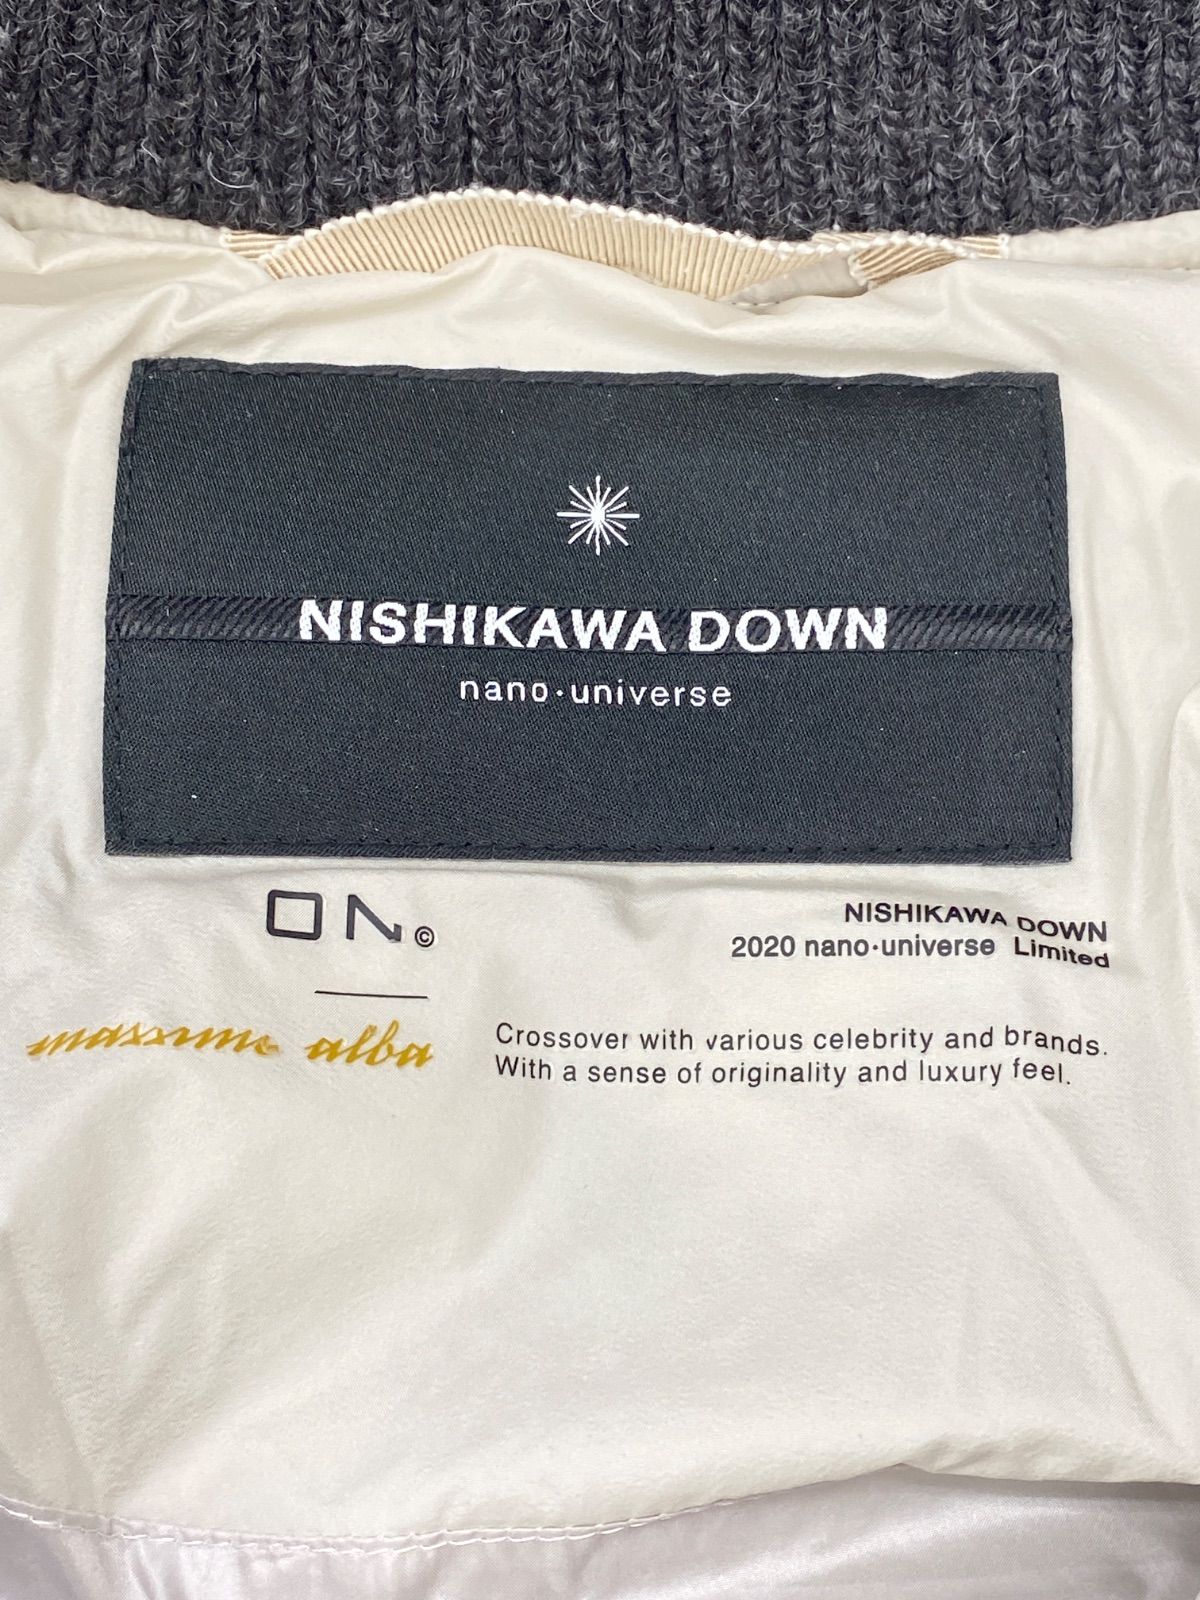 NISHIKAWA DOWN
nano·universe
ON©
NISHIKAWA DOWN
2020 nano·universe Limited
massimo alba
Crossover with various celebrity and brands.
With a sense of originality and luxury feel.